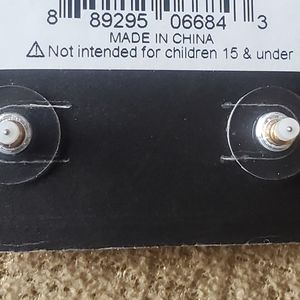 8 89295 06684 3
MADE IN CHINA
⚠ Not intended for children 15 & under